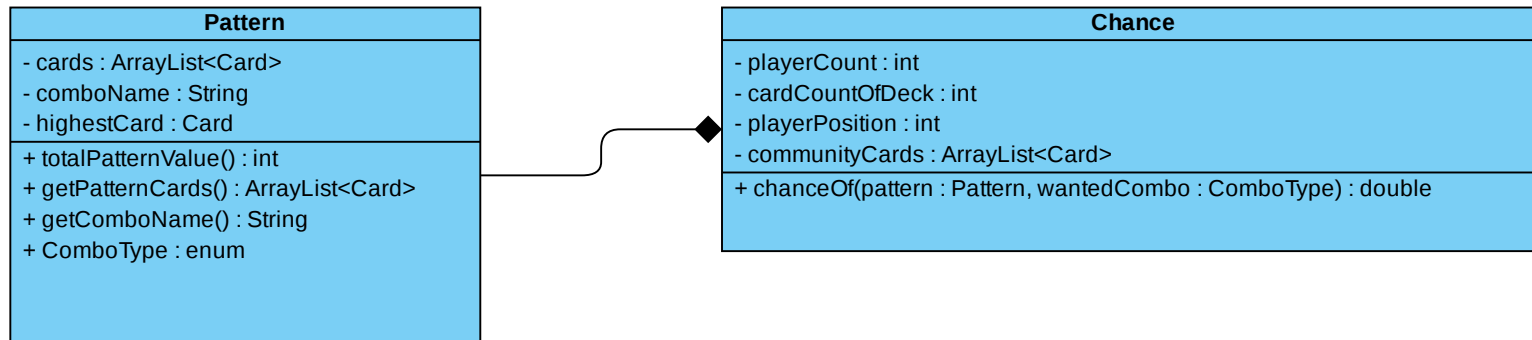 Pattern
- cards : ArrayList<Card>
- comboName : String
- highestCard : Card
+ totalPatternValue() : int
+ getPatternCards() : ArrayList<Card>
+ getComboName() : String
+ ComboType : enum
Chance
- playerCount : int
- cardCountOfDeck : int
- playerPosition : int
- communityCards : ArrayList<Card>
+ chanceOf(pattern : Pattern, wantedCombo : ComboType) : double